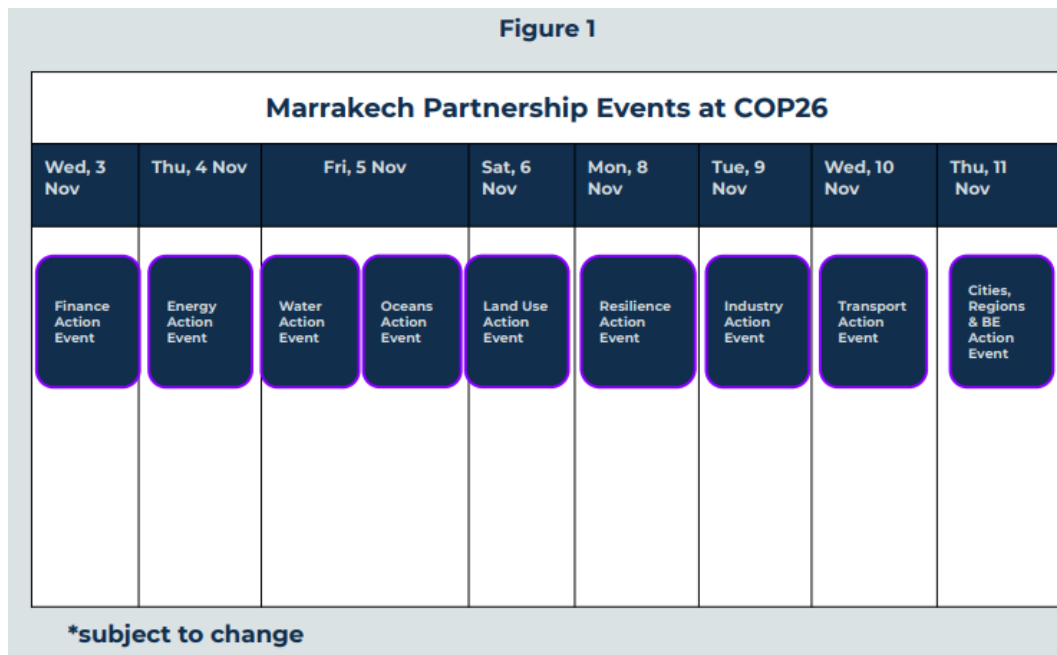 Figure 1
Marrakech Partnership Events at COP26
Wed, 3
Nov
Thu, 4 Nov
Fri, 5 Nov
Sat, 6
Nov
Mon, 8
Nov
Tue, 9
Nov
Wed, 10
Nov
Thu, 11
Nov
Finance
Action
Event
Energy
Action
Event
Water
Action
Event
Oceans
Action
Event
Land Use
Action
Event
Resilience
Action
Event
Industry
Action
Event
Transport
Action
Event
Cities,
Regions
& BE
Action
Event
*subject to change